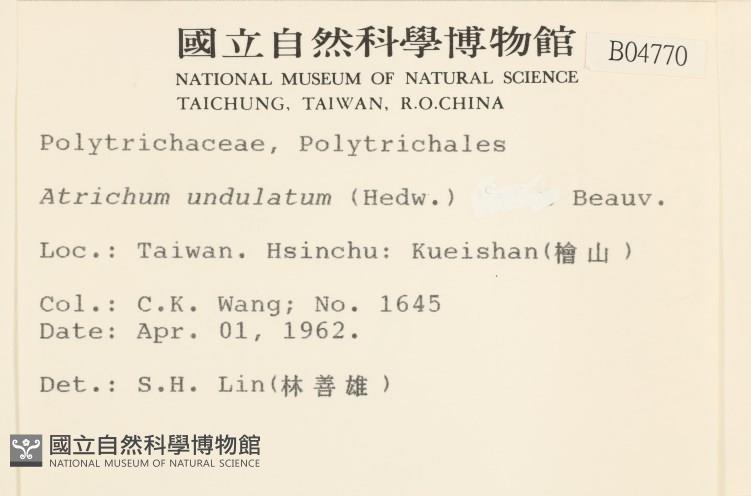 國立自然科學博物館
B04770
NATIONAL MUSEUM OF NATURAL SCIENCE
TAICHUNG, TAIWAN, R.O.CHINA
Polytrichaceae, Polytrichales
Atrichum undulatum (Hedw.) Beauv.
Loc.: Taiwan. Hsinchu: Kueishan(檜山)
Col.: C.K. Wang; No. 1645
Date: Apr. 01, 1962.
Det.: S.H. Lin(林善雄)
國立自然科學博物館
NATIONAL MUSEUM OF NATURAL SCIENCE